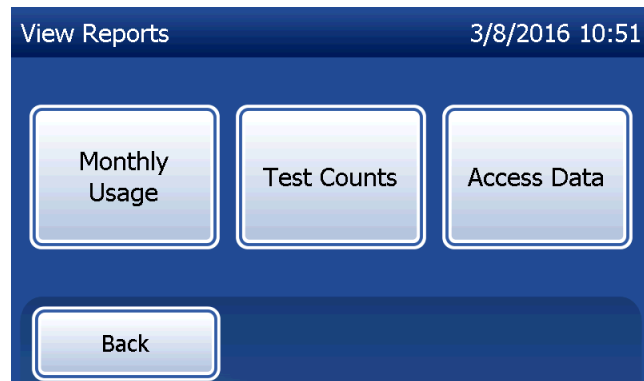 View Reports 3/8/2016 10:51
Monthly
Usage
Test Counts
Access Data
Back